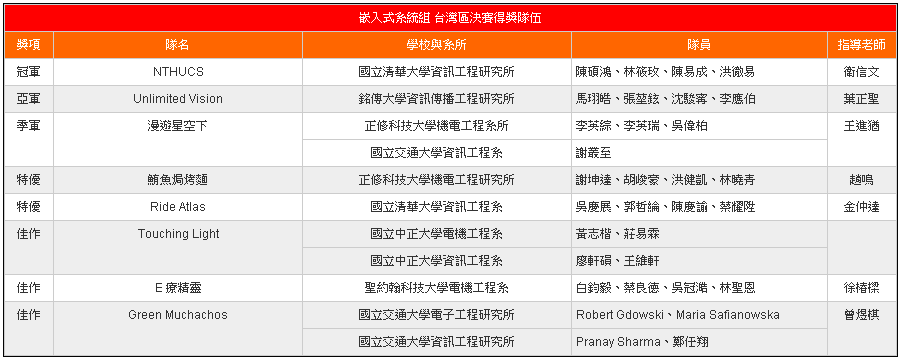 嵌入式系統組 台灣區決賽得獎隊伍
獎項 隊名 學校與系所 隊員 指導老師
冠軍 NTHUCS 國立清華大學資訊工程研究所 陳碩鴻、林筱玫、陳易成、洪徹易 衛信文
亞軍 Unlimited Vision 銘傳大學資訊傳播工程研究所 馬珝皓、張堃鉉、沈駿寗、李應伯 葉正聖
季軍 漫遊星空下 正修科技大學機電工程系所 李英綜、李英瑞、吳偉柏 王進猶
國立交通大學資訊工程系 謝叢至
特優 鮪魚焗烤麵 正修科技大學機電工程研究所 謝坤達、胡峻豪、洪健凱、林曉青 趙鳴
特優 Ride Atlas 國立清華大學資訊工程系 吳慶展、郭哲綸、陳慶諭、蔡耀陞 金仲達
佳作 Touching Light 國立中正大學電機工程系 黃志楷、莊易霖
國立中正大學資訊工程系 廖軒碩、王維軒
佳作 E 療精靈 聖約翰科技大學電機工程系 白鈞毅、蔡良德、吳冠澔、林聖恩 徐椿樑
佳作 Green Muchachos 國立交通大學電子工程研究所 Robert Gdowski、Maria Safianowska 曾煜棋
國立交通大學資訊工程研究所 Pranay Sharma、鄭任翔